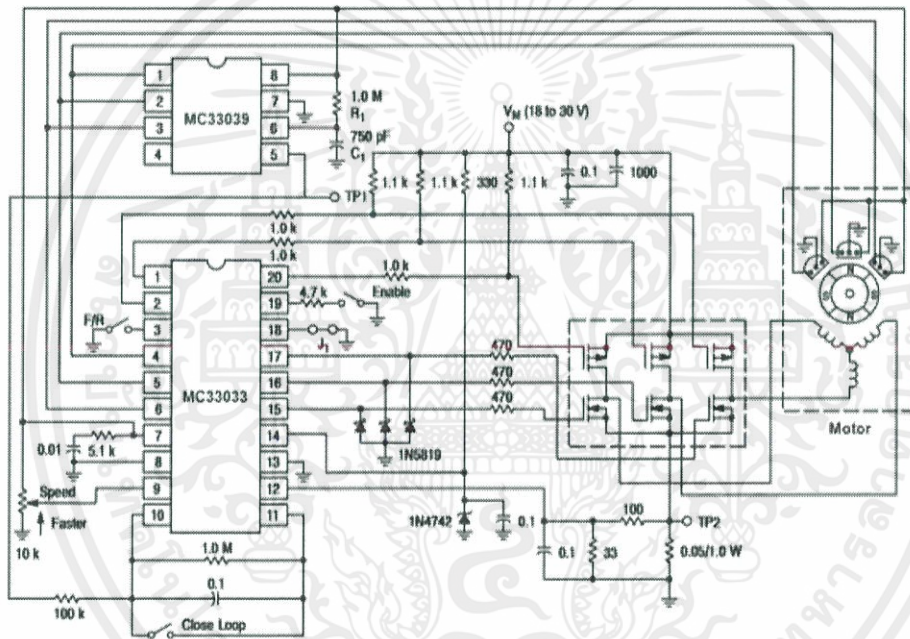 1
2
3
4
MC33039
8
7
6
5
1.0 M
R1
750 pF
C1
TP1
VM (18 to 30 V)
1.1 k
1.1 k
330
1.1 k
0.1
1000
1.0 k
1.0 k
1
2
3
4
5
6
7
8
9
10
MC33033
20
19
18
17
16
15
14
13
12
11
1.0 k
4.7 k
Enable
J1
F/R
470
470
470
1N5819
0.01
5.1 k
Speed
Faster
10 k
1N4742
0.1
0.1
33
100
TP2
0.05/1.0 W
1.0 M
0.1
100 k
Close Loop
N
S
N
S
Motor